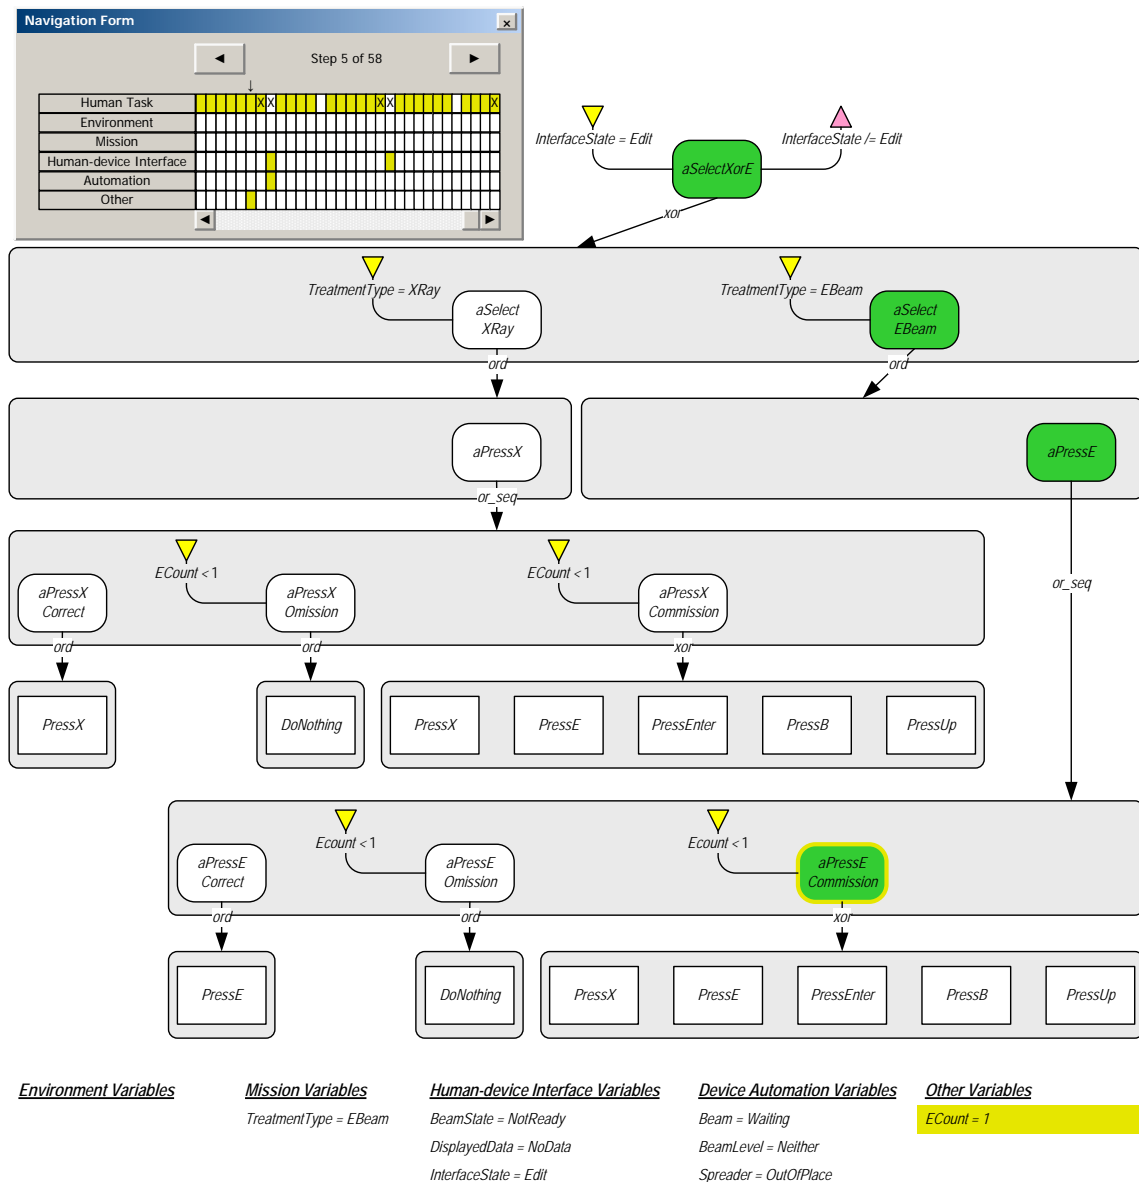 Navigation Form
x
◄ Step 5 of 58 ►
↓
Human Task X X X X X
Environment
Mission
Human-device Interface
Automation
Other
◄ ►
InterfaceState = Edit
InterfaceState /= Edit
aSelectXorE
xor
TreatmentType = XRay
TreatmentType = EBeam
aSelect
XRay
aSelect
EBeam
ord
ord
aPressX
aPressE
or_seq
or_seq
ECount < 1
ECount < 1
aPressX
Correct
aPressX
Omission
aPressX
Commission
ord
ord
xor
PressX
DoNothing
PressX
PressE
PressEnter
PressB
PressUp
Ecount < 1
Ecount < 1
aPressE
Correct
aPressE
Omission
aPressE
Commission
ord
ord
xor
PressE
DoNothing
PressX
PressE
PressEnter
PressB
PressUp
Environment Variables
Mission Variables
TreatmentType = EBeam
Human-device Interface Variables
BeamState = NotReady
DisplayedData = NoData
InterfaceState = Edit
Device Automation Variables
Beam = Waiting
BeamLevel = Neither
Spreader = OutOfPlace
Other Variables
ECount = 1